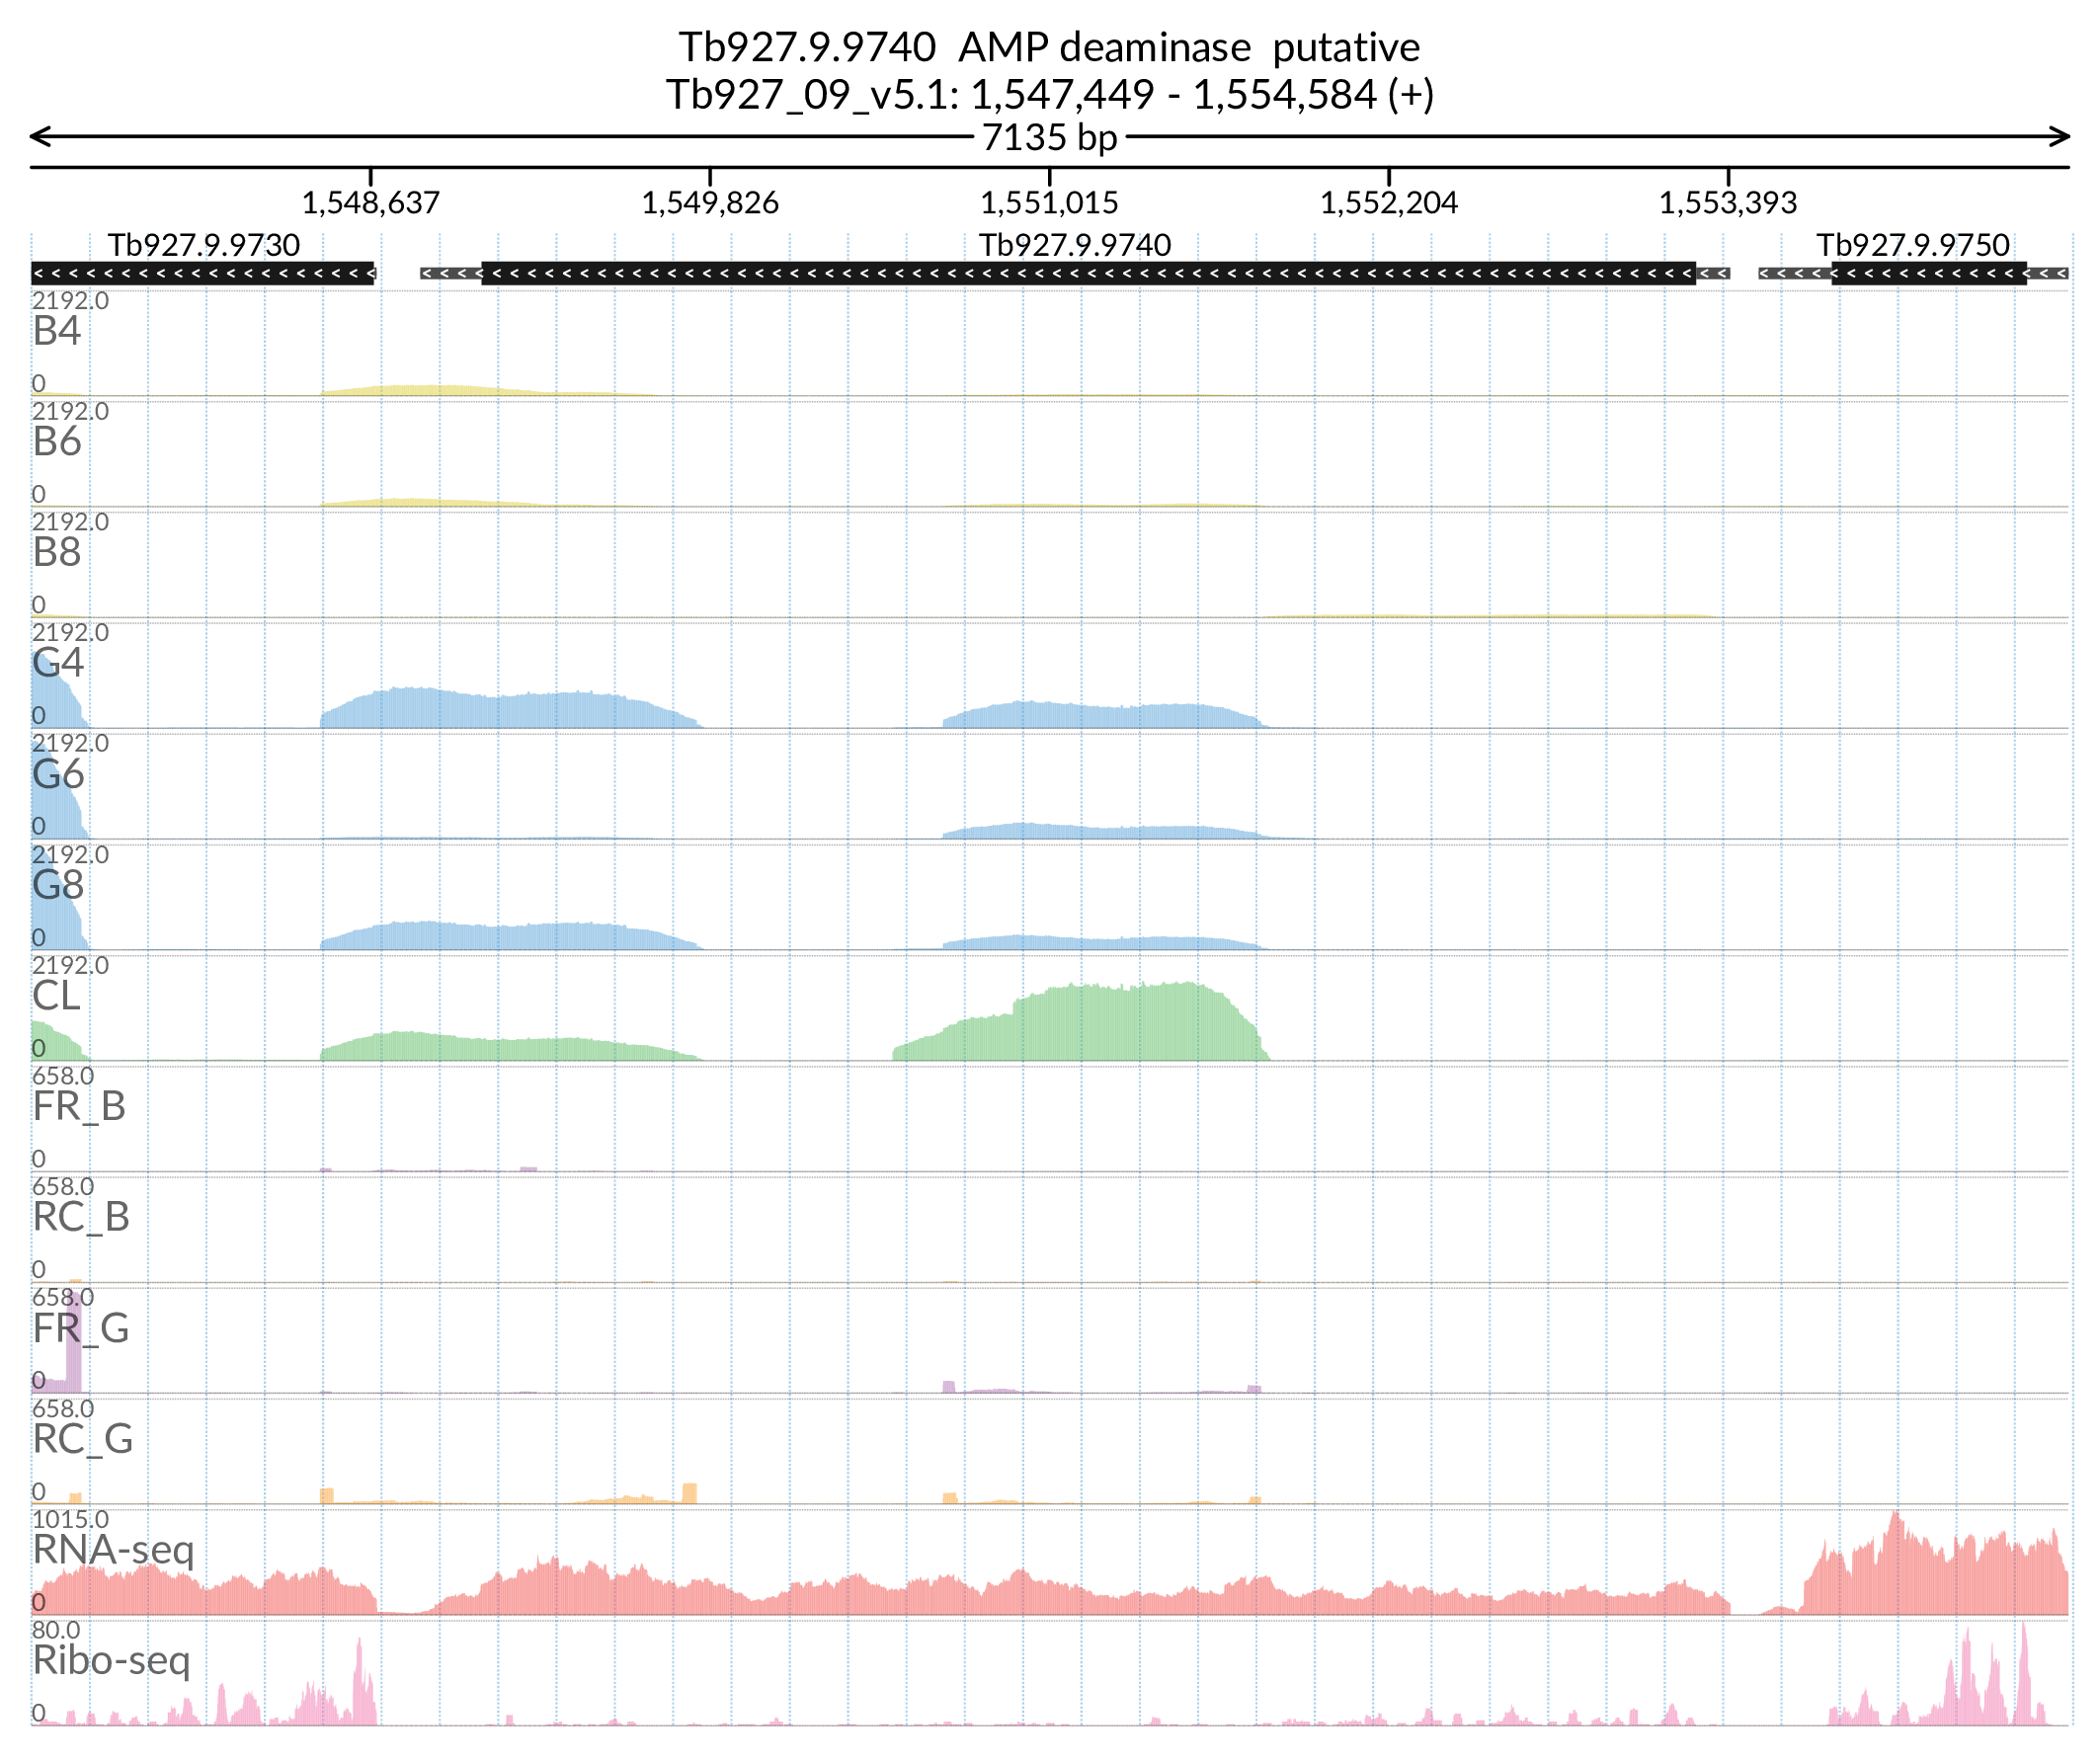 Tb927.9.9740 AMP deaminase putative
Tb927_09_v5.1: 1,547,449 - 1,554,584 (+)
7135 bp
1,548,637 1,549,826 1,551,015 1,552,204 1,553,393
Tb927.9.9730 Tb927.9.9740 Tb927.9.9750
2192.0
B4
0
2192.0
B6
0
2192.0
B8
0
2192.0
G4
0
2192.0
G6
0
2192.0
G8
0
2192.0
CL
0
658.0
FR_B
0
658.0
RC_B
0
658.0
FR_G
0
658.0
RC_G
0
1015.0
RNA-seq
0
80.0
Ribo-seq
0